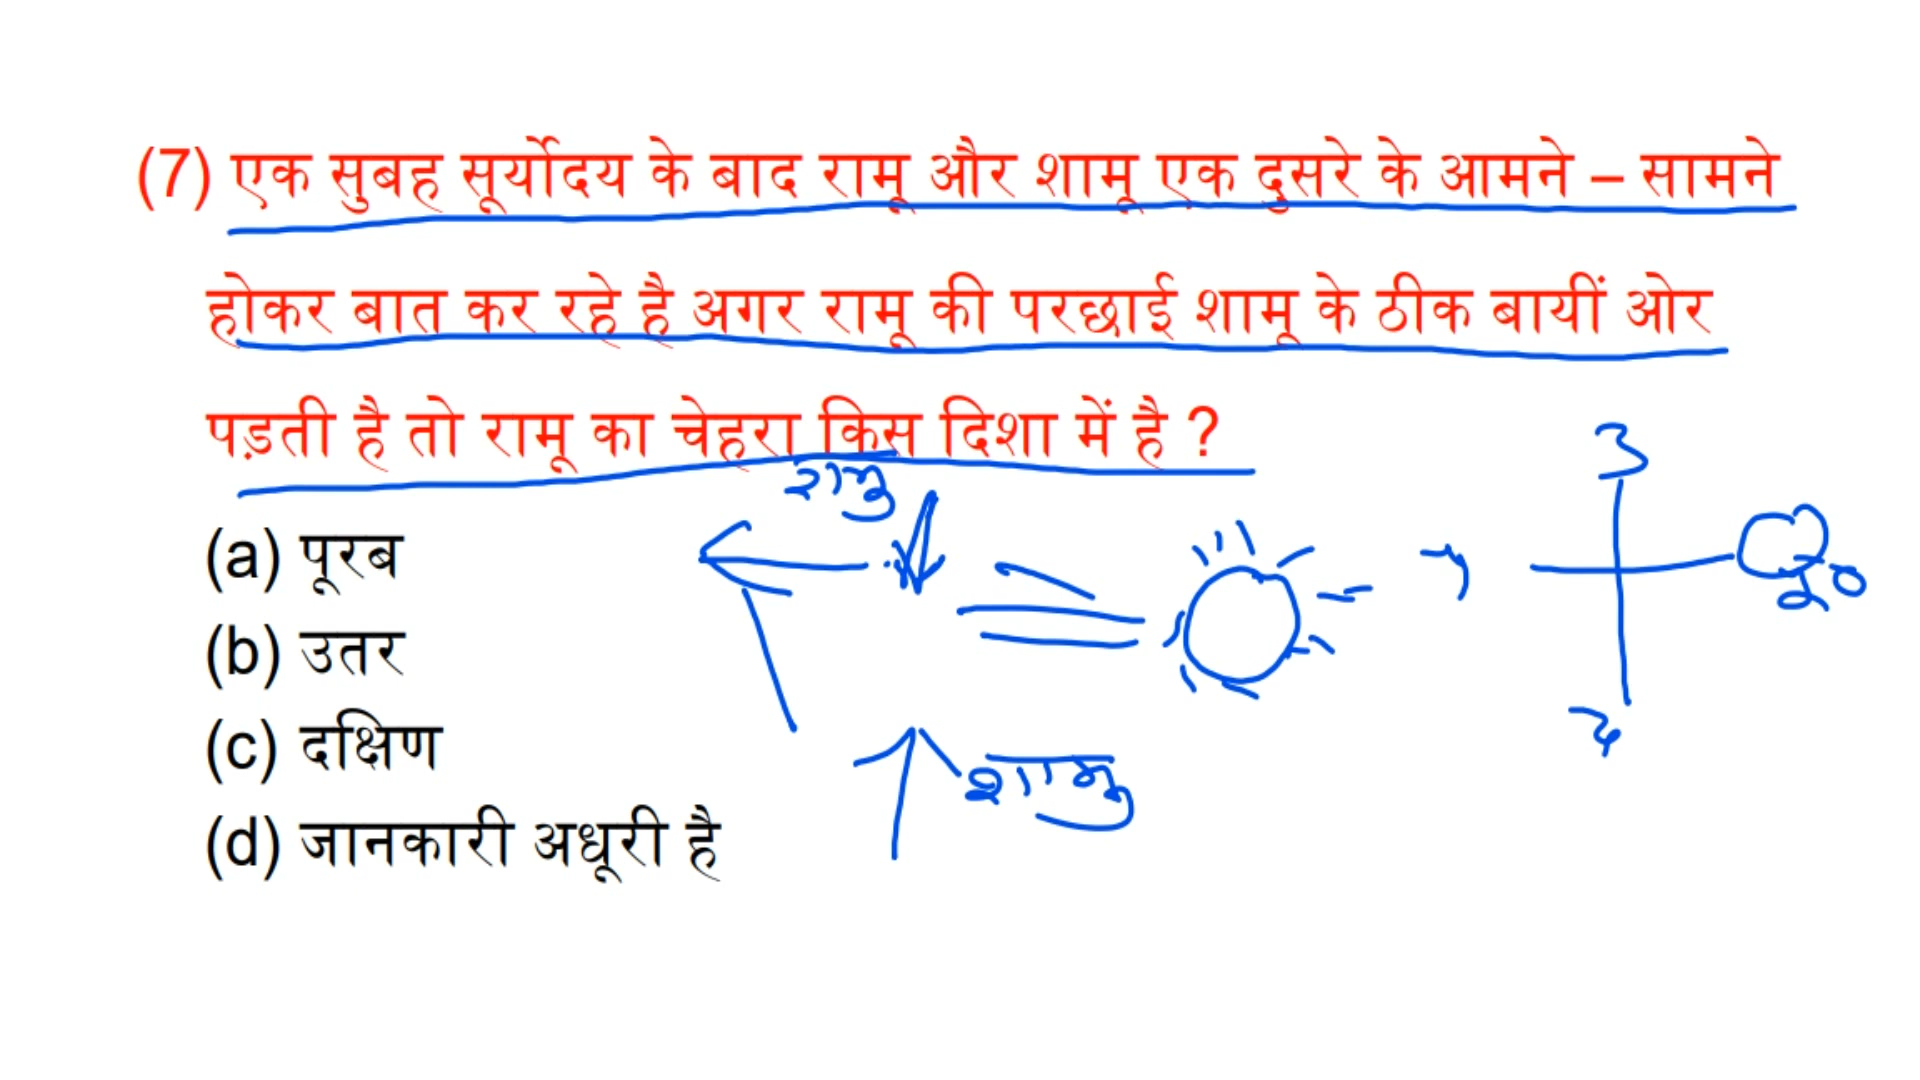 (7) एक सुबह सूर्योदय के बाद रामू और शामू एक दुसरे के आमने – सामने
होकर बात कर रहे है अगर रामू की परछाई शामू के ठीक बायीं ओर
पड़ती है तो रामू का चेहरा किस दिशा में है ?
(a) पूरब
(b) उतर
(c) दक्षिण
(d) जानकारी अधूरी है
रामु
शामु